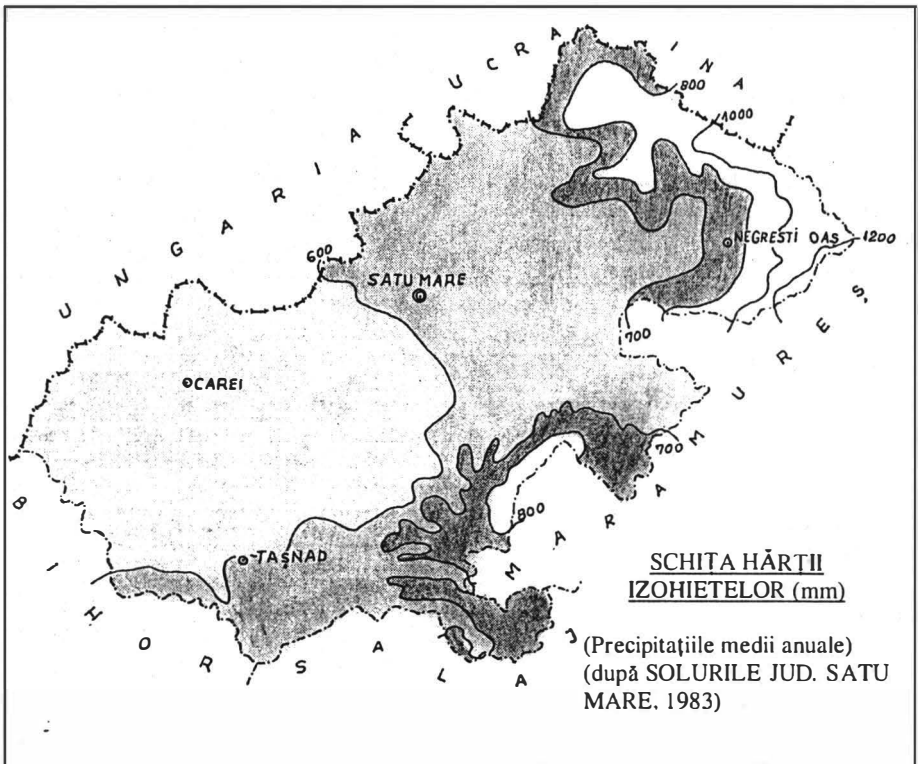 UCRAINA
UNGARIA
800
1000
NEGREȘTI OAȘ
1200
600
SATU MARE
700
CAREI
700
MARAMUREȘ
800
TAȘNAD
BIHOR
SĂLAJ
SCHIȚA HĂRȚII
IZOHIETELOR (mm)
(Precipitațiile medii anuale)
(după SOLURILE JUD. SATU
MARE, 1983)